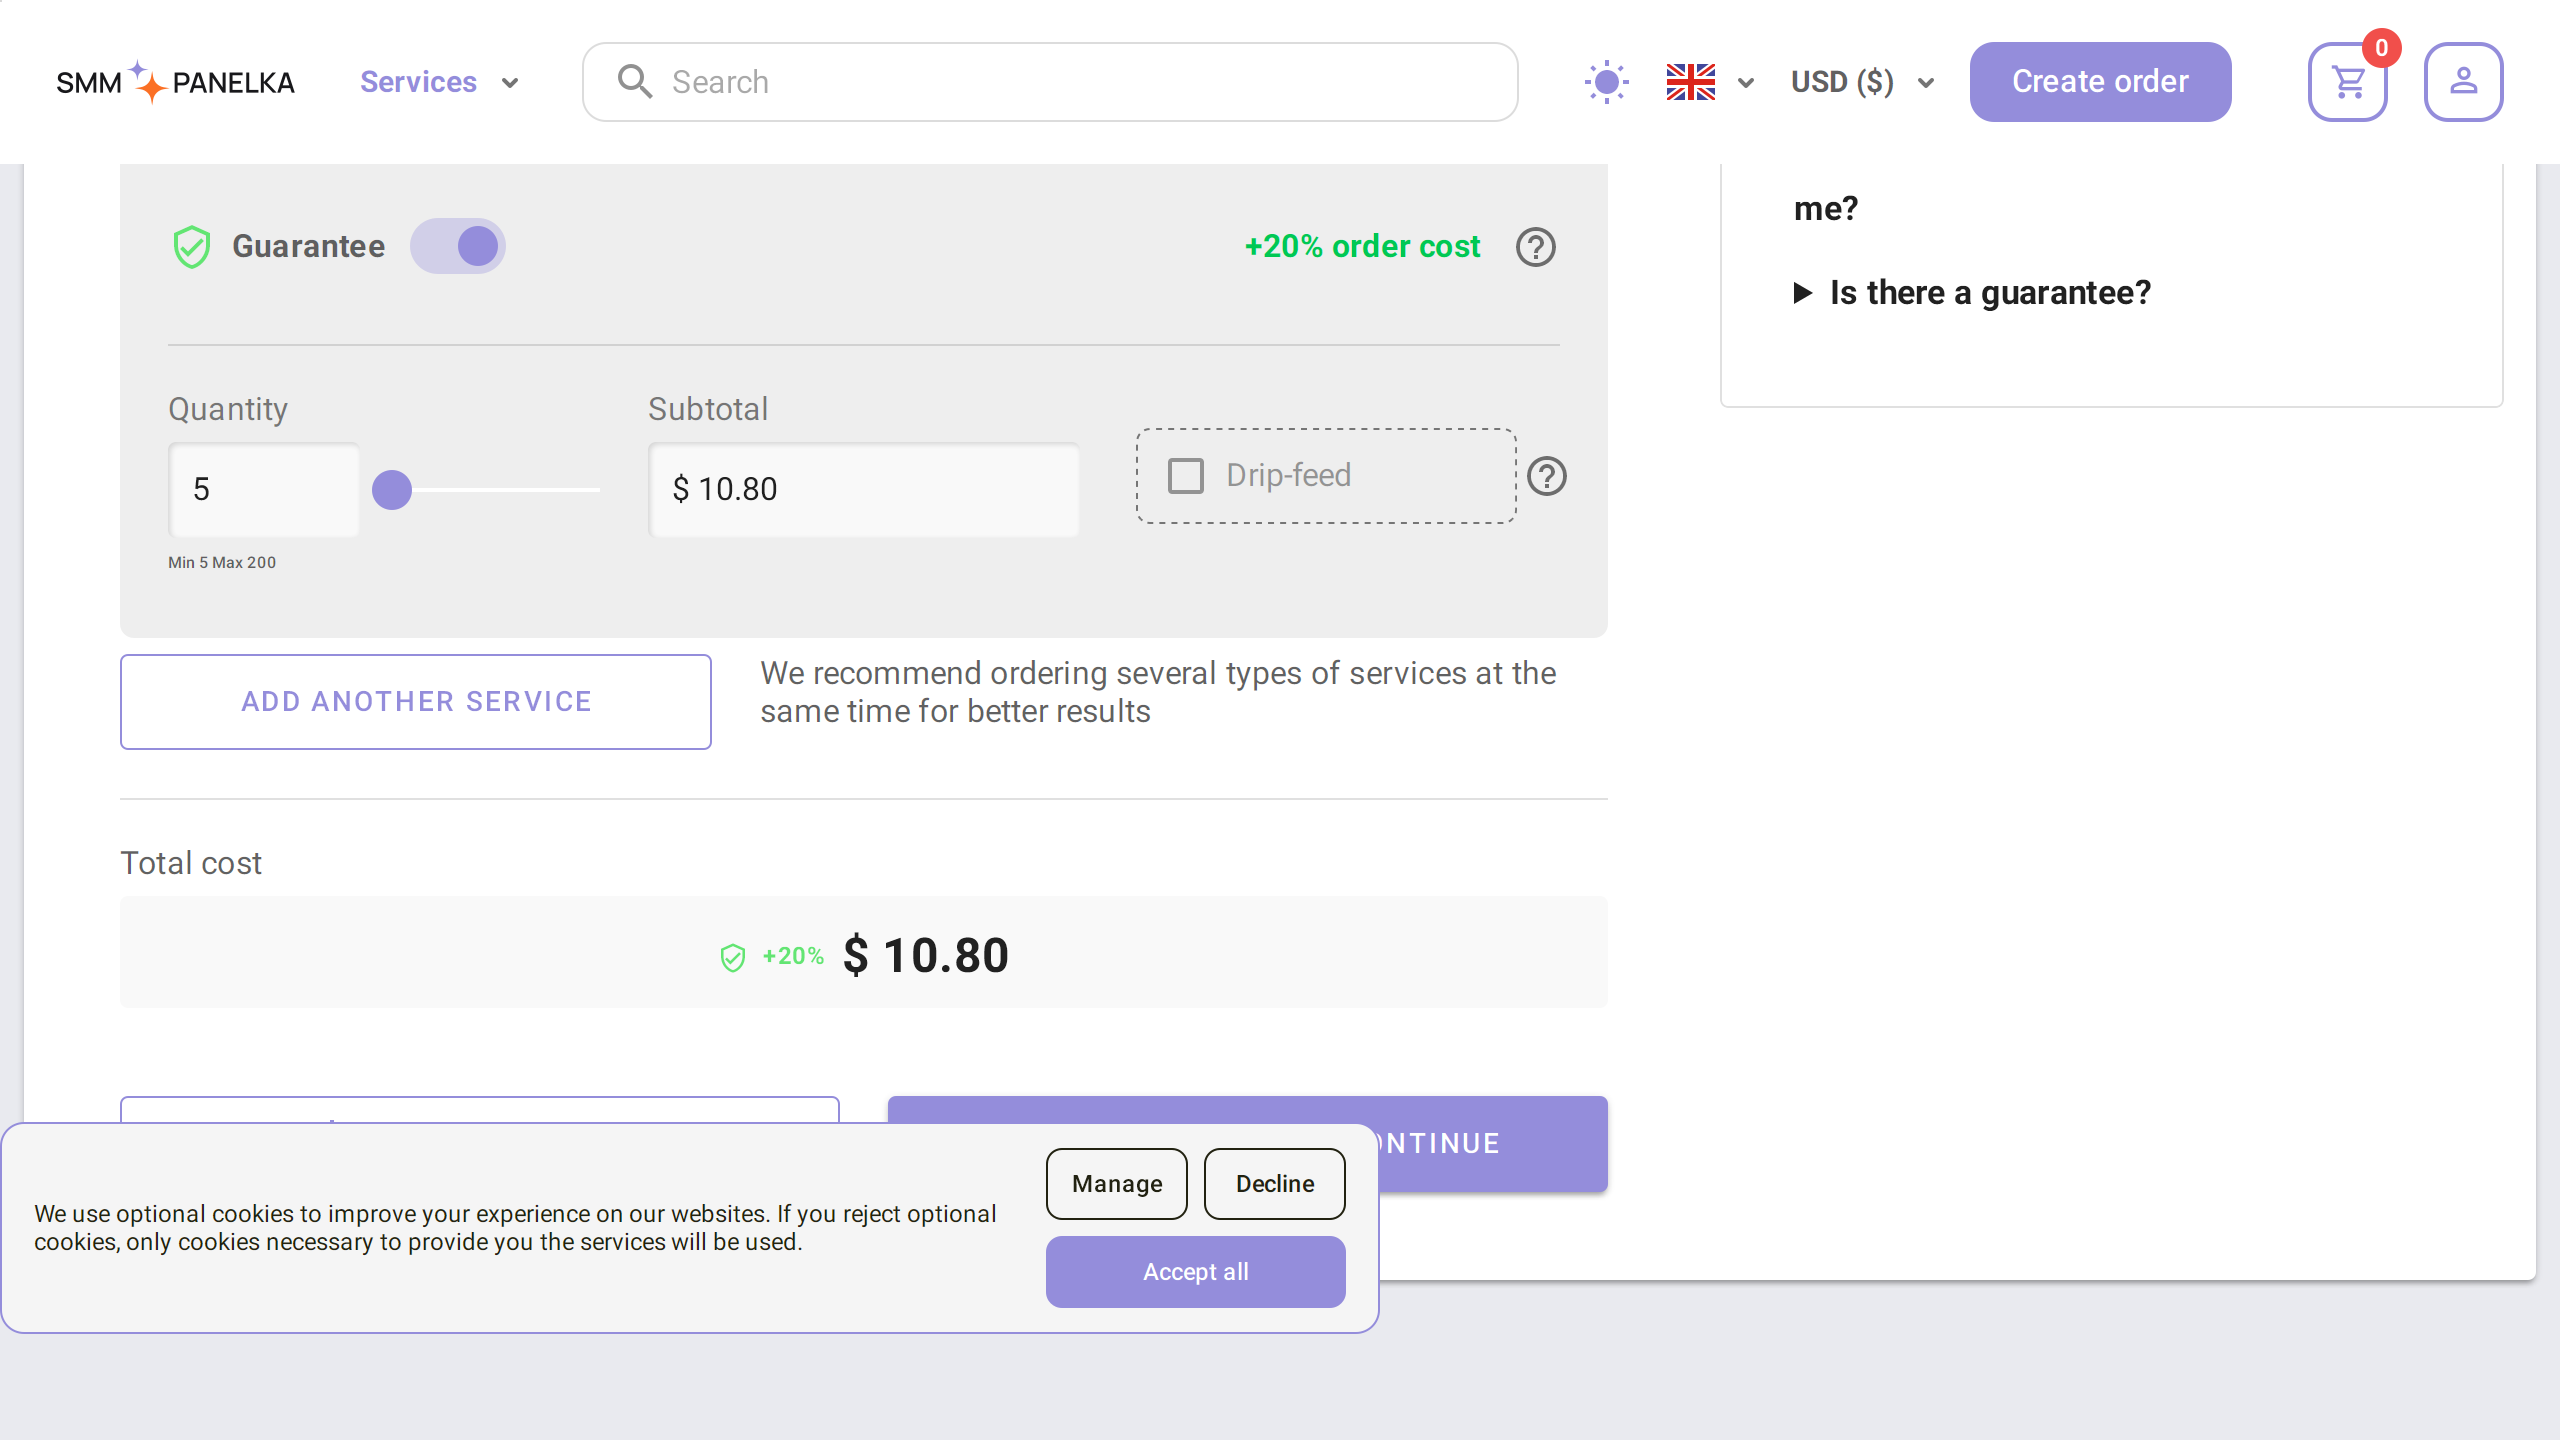 SMM PANELKA
Services
Search
USD ($)
Create order
0
Guarantee
+20% order cost
me?
Is there a guarantee?
Quantity
Subtotal
5
$ 10.80
Drip-feed
Min 5 Max 200
ADD ANOTHER SERVICE
We recommend ordering several types of services at the
same time for better results
Total cost
+20% $ 10.80
We use optional cookies to improve your experience on our websites. If you reject optional
cookies, only cookies necessary to provide you the services will be used.
Manage
Decline
Accept all